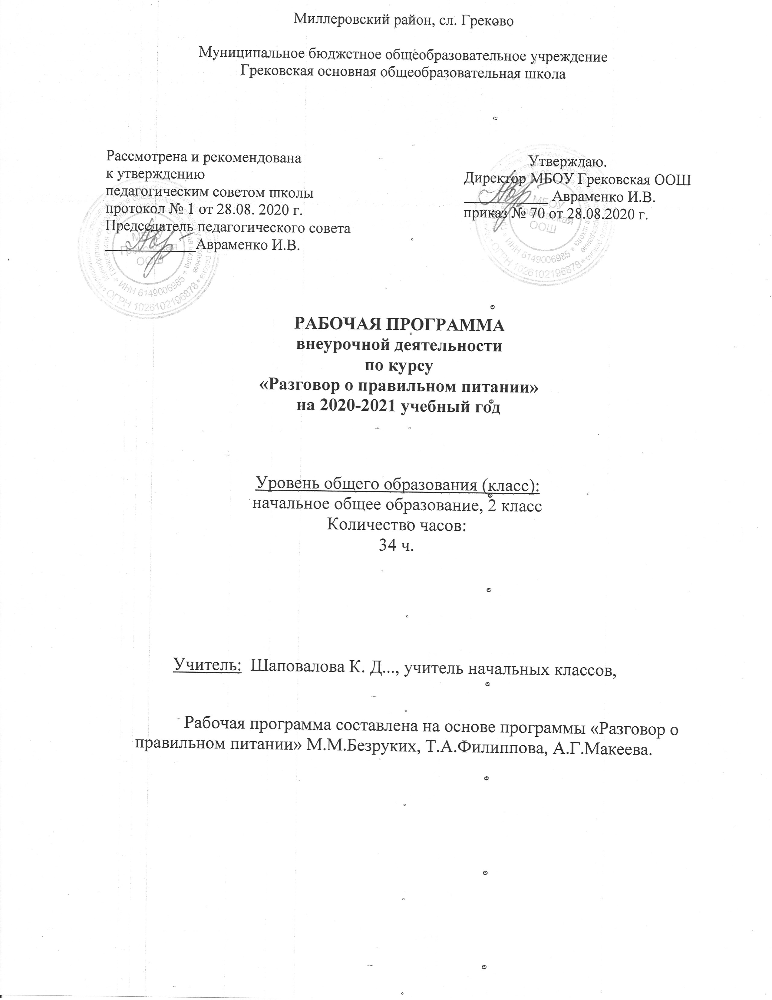 Миллеровский район, сл. Греково
Муниципальное бюджетное общеобразовательное учреждение
Грековская основная общеобразовательная школа
Рассмотрена и рекомендована
к утверждению
педагогическим советом школы
протокол № 1 от 28.08. 2020 г.
Председатель педагогического совета
____________Авраменко И.В.
Утверждаю.
Директор МБОУ Грековская ООШ
___________ Авраменко И.В.
приказ № 70 от 28.08.2020 г.
МБОУ
Грековская
ООШ
* ИНН 6149006985 *
* ОГРН 1026102196878 *
МБОУ
Грековская
ООШ
* ИНН 6149006985 *
* ОГРН 1026102196878 *
РАБОЧАЯ ПРОГРАММА
внеурочной деятельности
по курсу
«Разговор о правильном питании»
на 2020-2021 учебный год
Уровень общего образования (класс):
начальное общее образование, 2 класс
Количество часов:
34 ч.
Учитель: Шаповалова К. Д..., учитель начальных классов,
Рабочая программа составлена на основе программы «Разговор о
правильном питании» М.М.Безруких, Т.А.Филиппова, А.Г.Макеева.